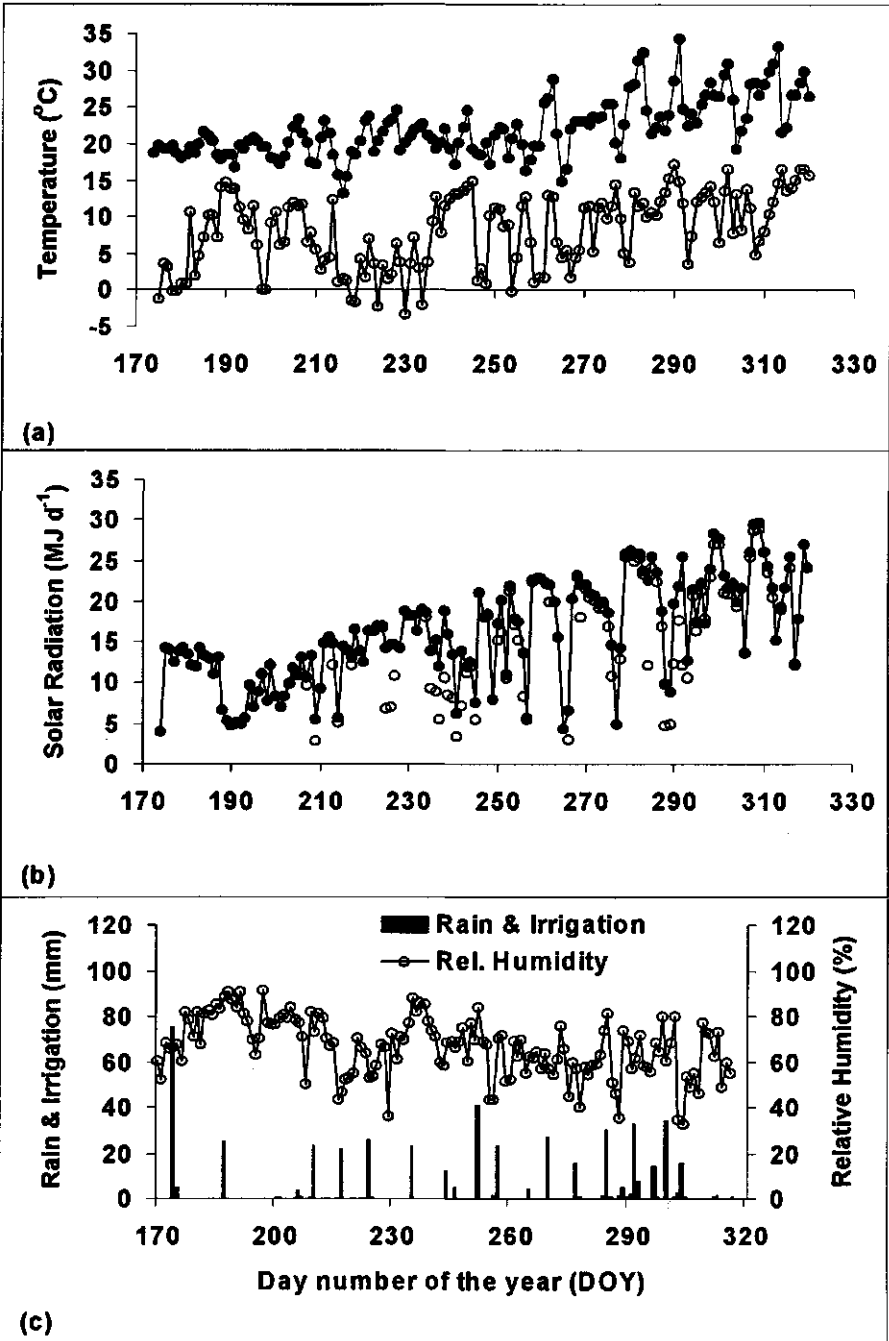 35
30
25
20
15
10
5
0
-5
Temperature (°C)
170 190 210 230 250 270 290 310 330
(a)
35
30
25
20
15
10
5
0
Solar Radiation (MJ d-1)
170 190 210 230 250 270 290 310 330
(b)
120 120
100 100
80 80
60 60
40 40
20 20
0 0
Rain & Irrigation (mm)
Relative Humidity (%)
Rain & Irrigation
Rel. Humidity
170 200 230 260 290 320
Day number of the year (DOY)
(c)